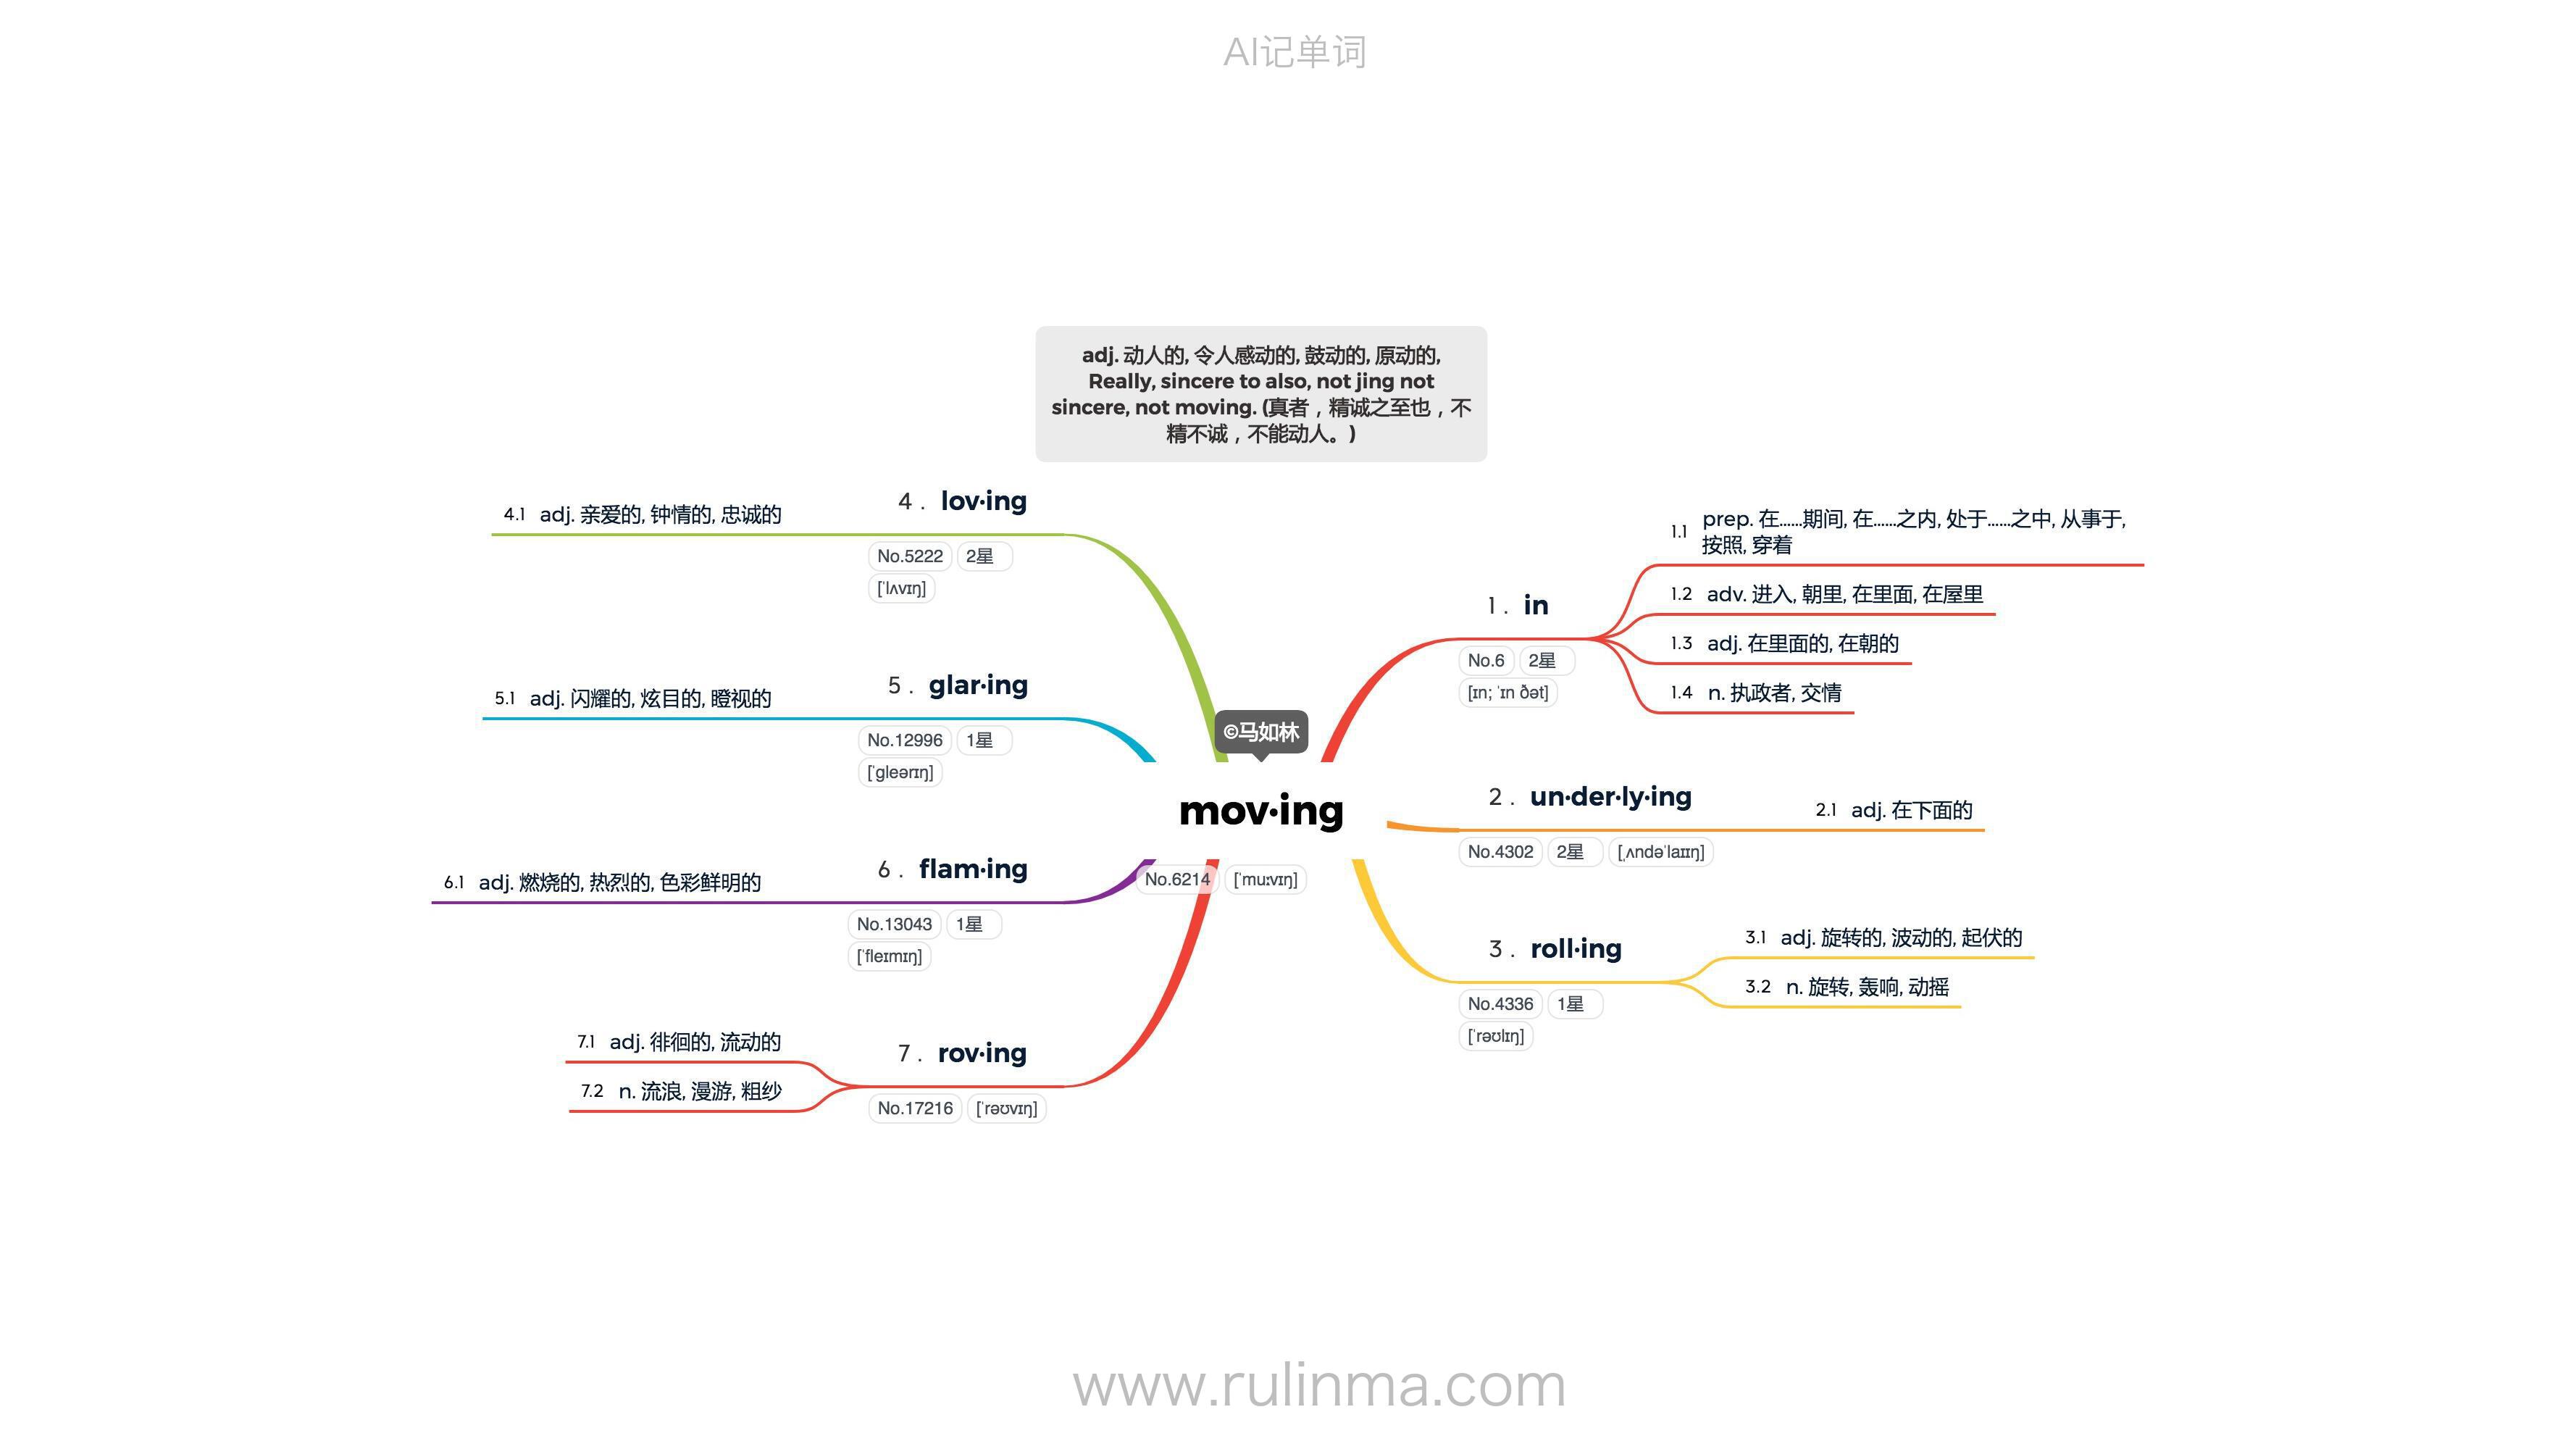 AI记单词
adj. 动人的, 令人感动的, 鼓动的, 原动的,
Really, sincere to also, not jing not
sincere, not moving. (真者，精诚之至也，不
精不诚，不能动人。)
©马如林
mov·ing
No.6214 [ˈmuːvɪŋ]
1 . in
No.6 2星
[ɪn; ˈɪn ðət]
1.1 prep. 在……期间, 在……之内, 处于……之中, 从事于,
按照, 穿着
1.2 adv. 进入, 朝里, 在里面, 在屋里
1.3 adj. 在里面的, 在朝的
1.4 n. 执政者, 交情
2 . un·der·ly·ing
No.4302 2星 [ˌʌndəˈlaɪɪŋ]
2.1 adj. 在下面的
3 . roll·ing
No.4336 1星
[ˈrəʊlɪŋ]
3.1 adj. 旋转的, 波动的, 起伏的
3.2 n. 旋转, 轰响, 动摇
4 . lov·ing
No.5222 2星
[ˈlʌvɪŋ]
4.1 adj. 亲爱的, 钟情的, 忠诚的
5 . glar·ing
No.12996 1星
[ˈgleərɪŋ]
5.1 adj. 闪耀的, 炫目的, 瞪视的
6 . flam·ing
No.13043 1星
[ˈfleɪmɪŋ]
6.1 adj. 燃烧的, 热烈的, 色彩鲜明的
7 . rov·ing
No.17216 [ˈrəʊvɪŋ]
7.1 adj. 徘徊的, 流动的
7.2 n. 流浪, 漫游, 粗纱
www.rulinma.com